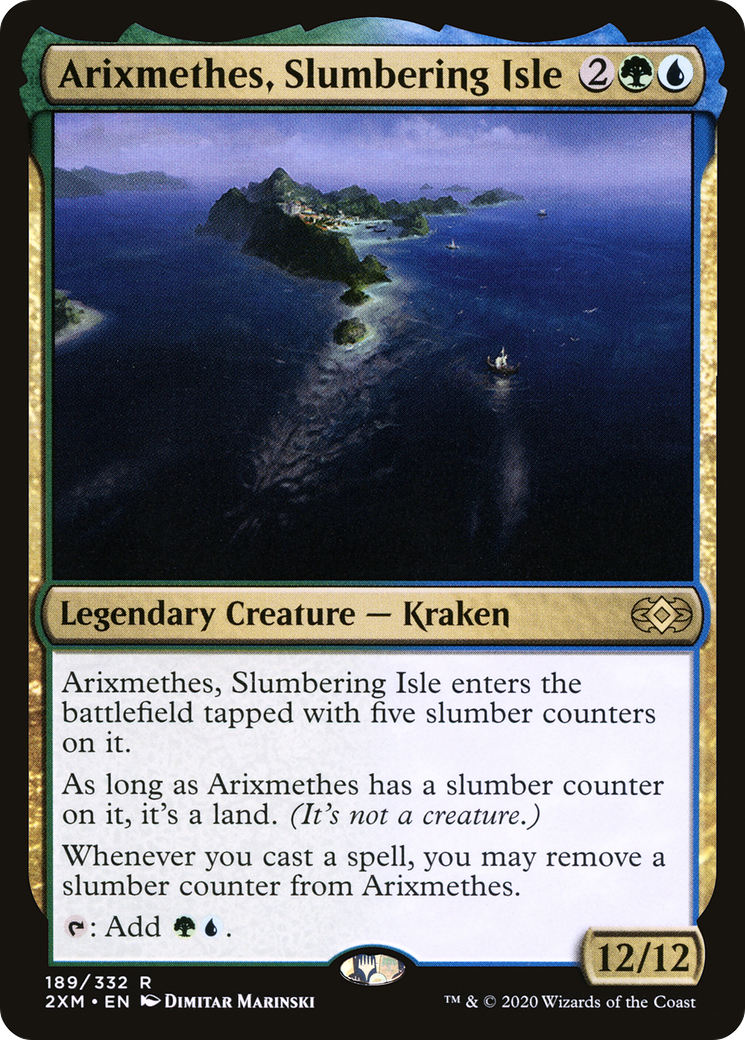 Arixmethes, Slumbering Isle 2
Legendary Creature — Kraken
Arixmethes, Slumbering Isle enters the
battlefield tapped with five slumber counters
on it.
As long as Arixmethes has a slumber counter
on it, it's a land. (It's not a creature.)
Whenever you cast a spell, you may remove a
slumber counter from Arixmethes.
: Add .
12/12
189/332 R
2XM • EN Dimitar Marinski
™ & © 2020 Wizards of the Coast